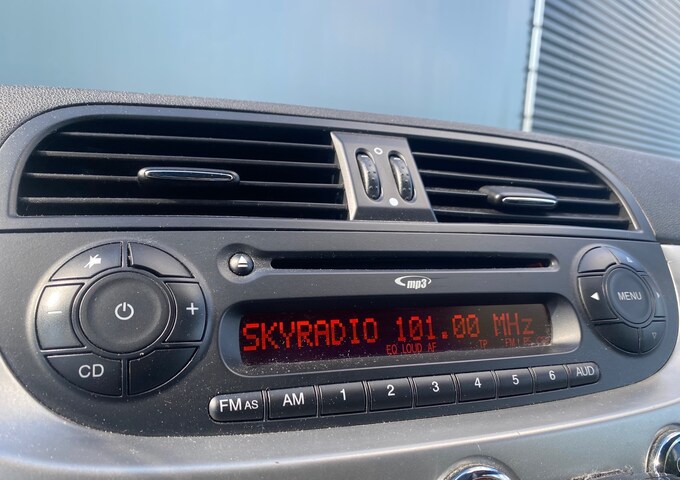 mp3
MENU
SKYRADIO 101.00 MHz
EQ LOUD AF TP
CD
FM AS AM 1 2 3 4 5 6 AUD